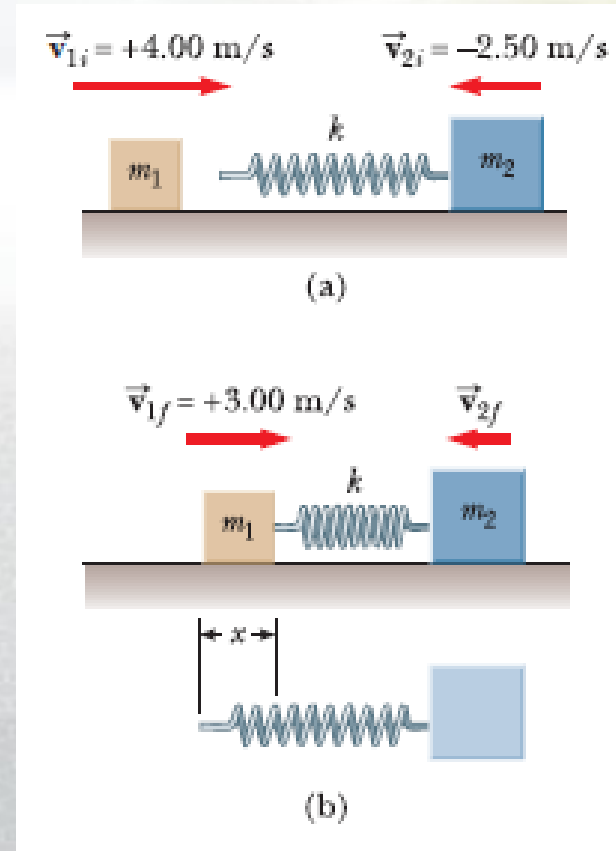 v⃗₁ᵢ = +4.00 m/s v⃗₂ᵢ = –2.50 m/s
k
m₁ m₂
(a)
v⃗₁f = +3.00 m/s v⃗₂f
k
m₁ m₂
x
(b)